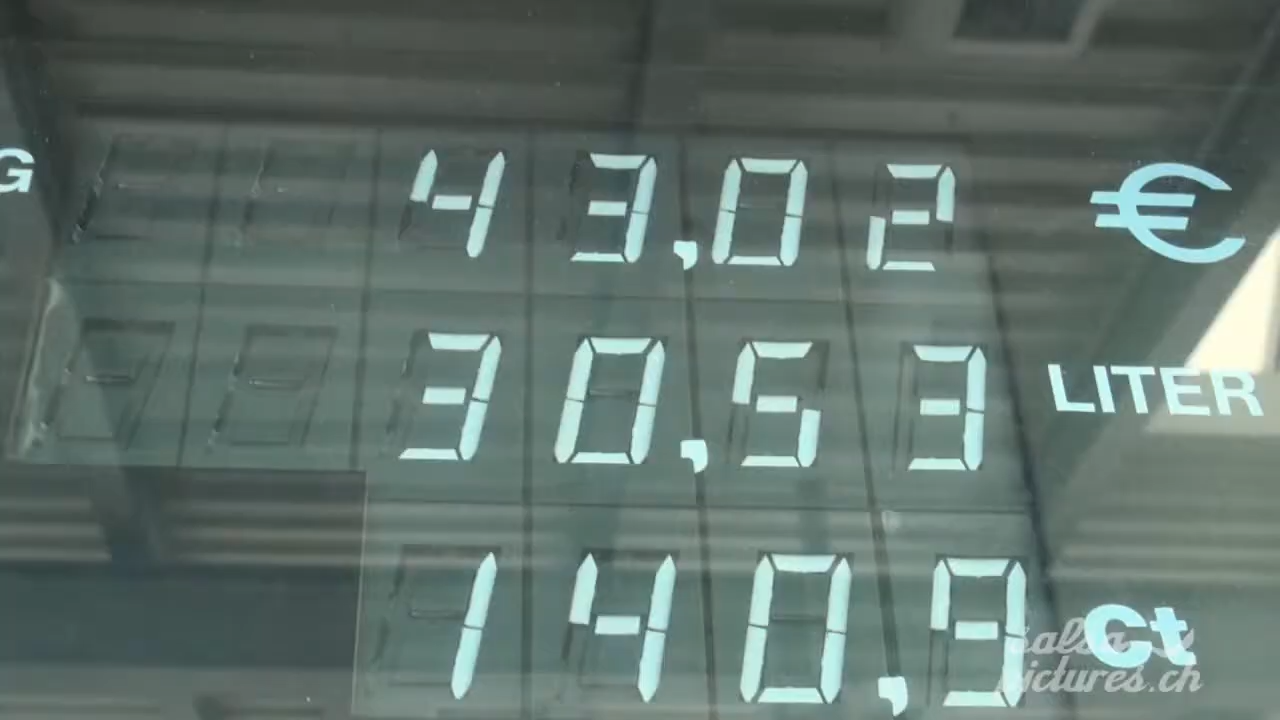 G 43,02 €
30,53 LITER
140,9 ct
salsa
pictures.ch